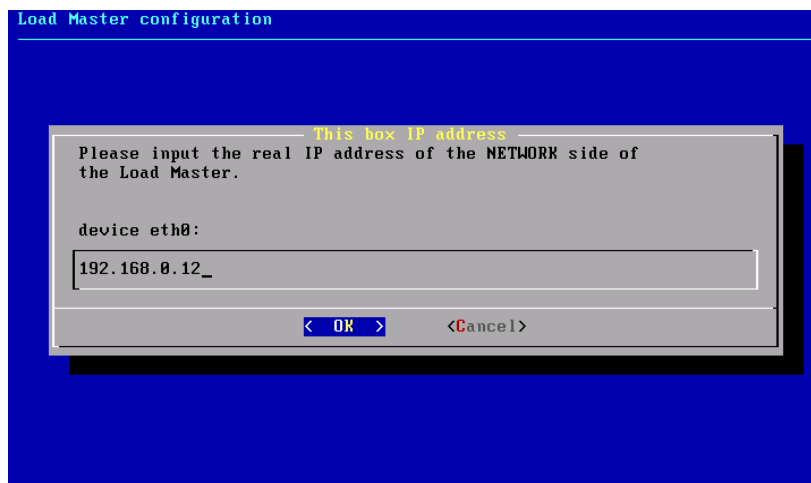 Load Master configuration
This box IP address
Please input the real IP address of the NETWORK side of
the Load Master.
device eth0:
192.168.0.12_
< OK > <Cancel>